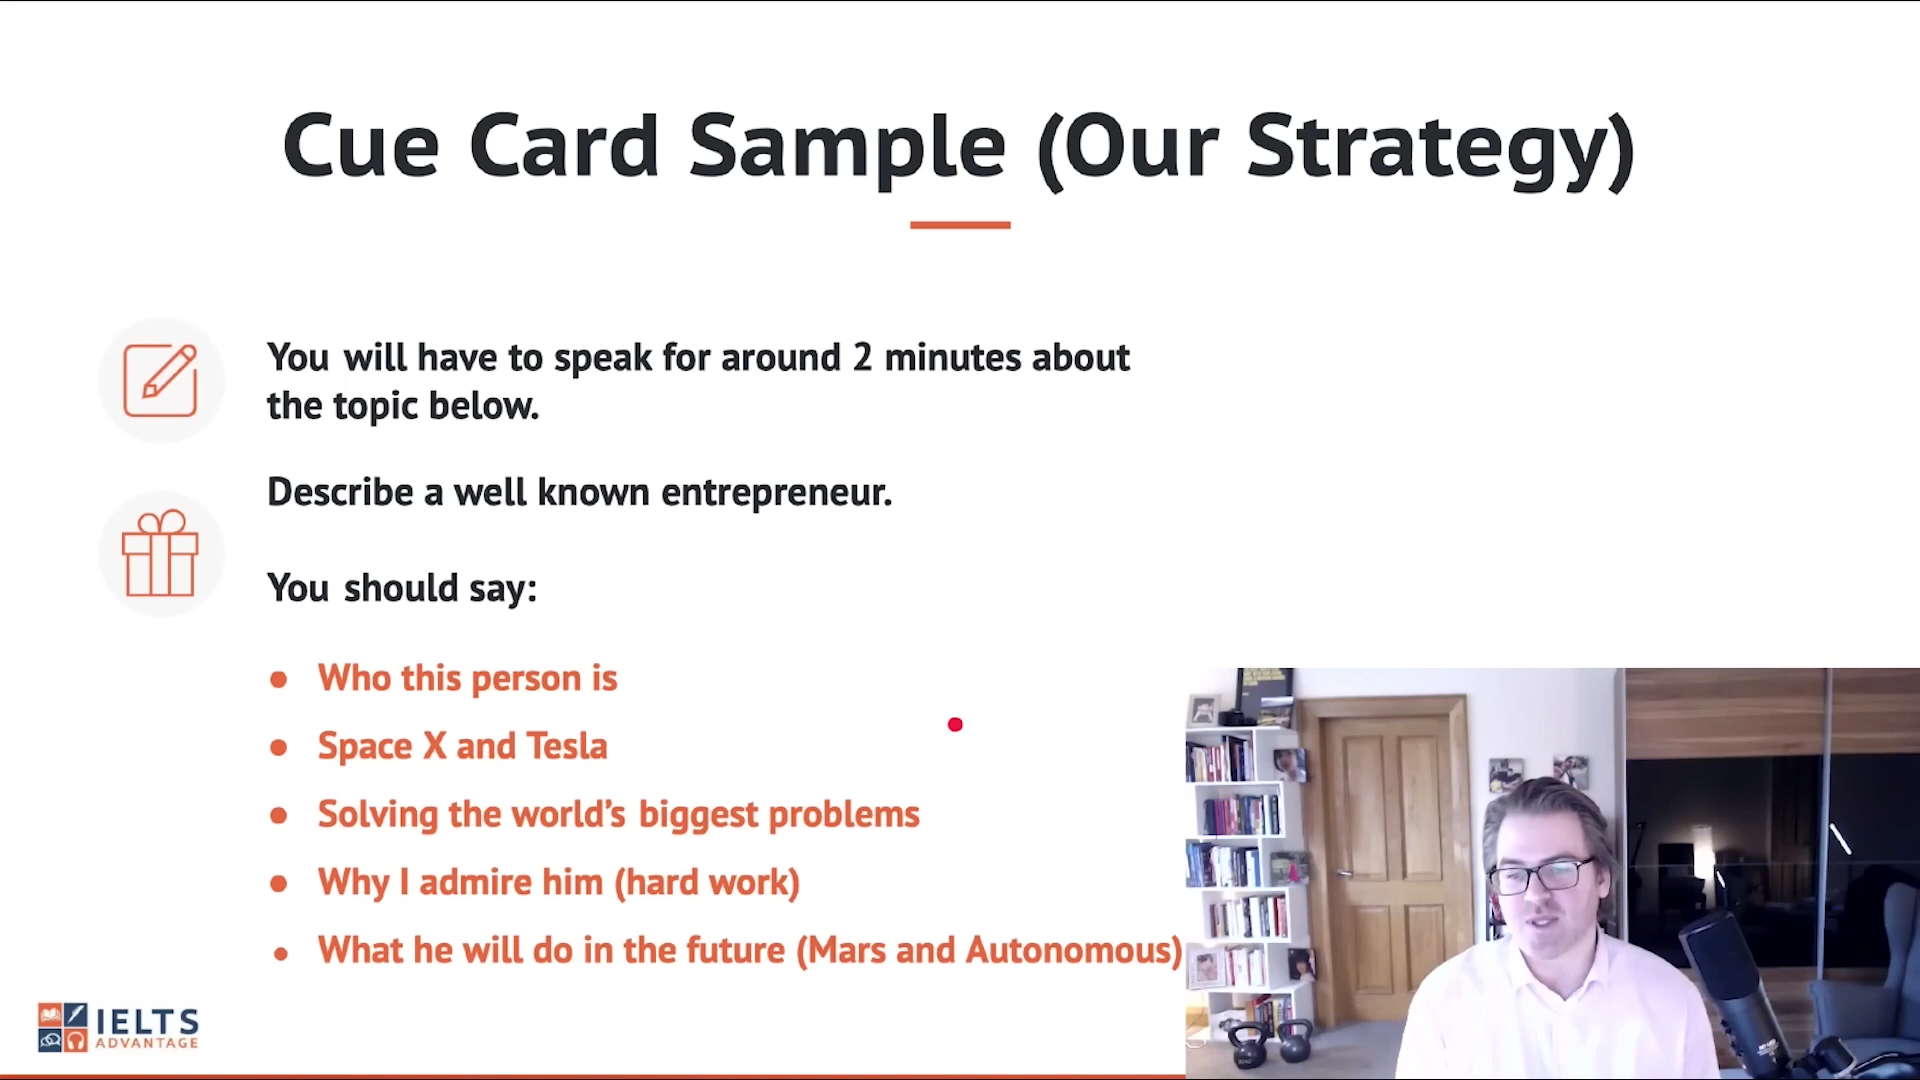 Cue Card Sample (Our Strategy)
You will have to speak for around 2 minutes about
the topic below.
Describe a well known entrepreneur.
You should say:
• Who this person is
• Space X and Tesla
• Solving the world’s biggest problems
• Why I admire him (hard work)
• What he will do in the future (Mars and Autonomous)
IELTS
ADVANTAGE